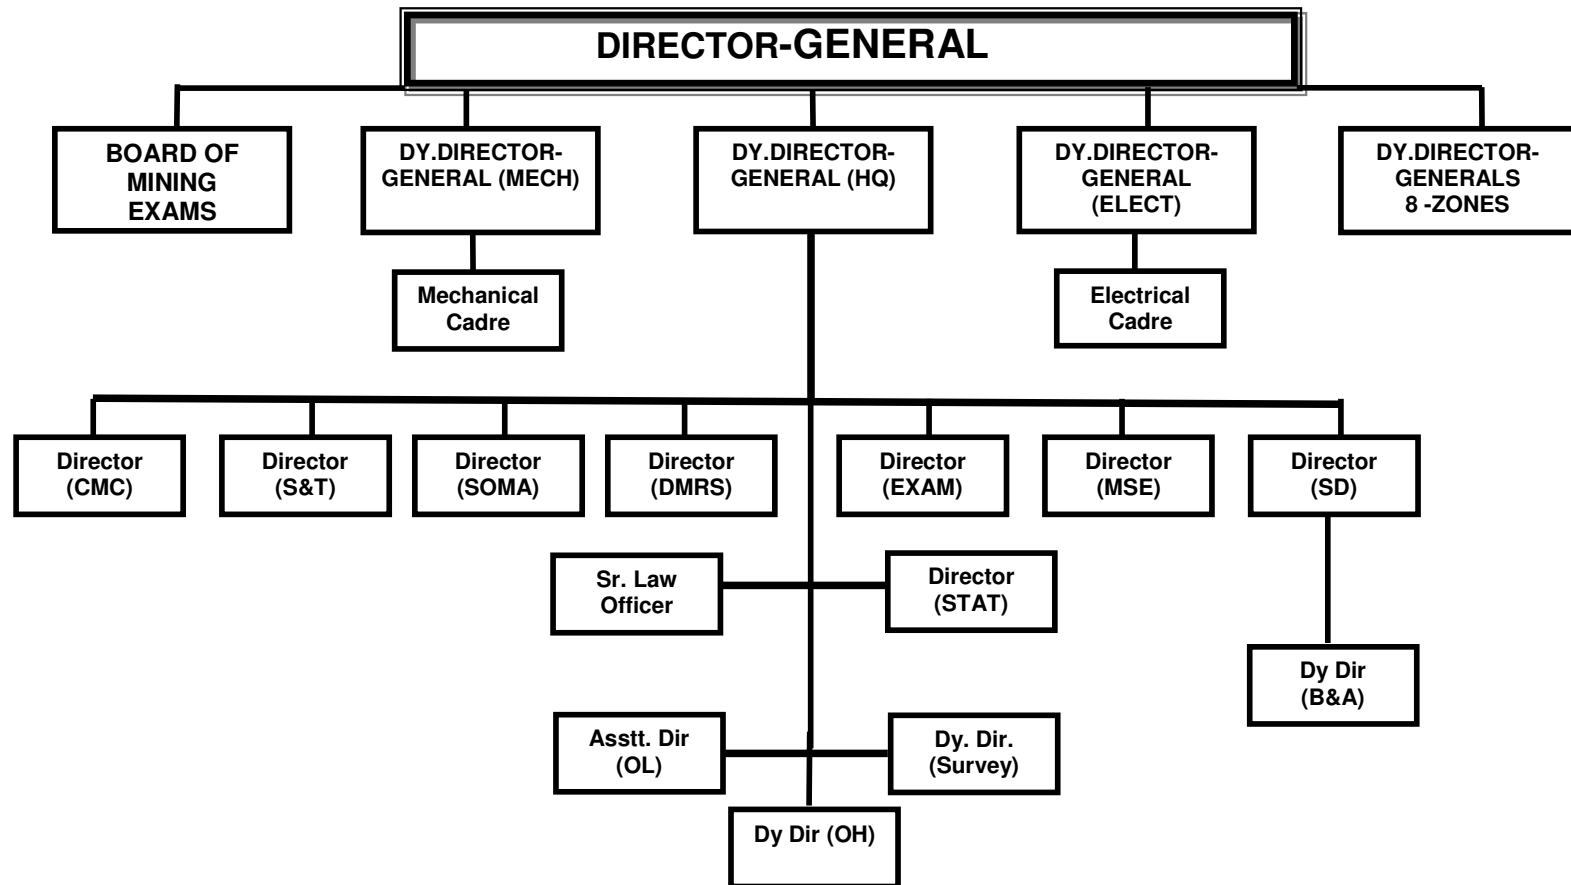 DIRECTOR-GENERAL
BOARD OF
MINING
EXAMS
DY.DIRECTOR-
GENERAL (MECH)
DY.DIRECTOR-
GENERAL (HQ)
DY.DIRECTOR-
GENERAL
(ELECT)
DY.DIRECTOR-
GENERALS
8 -ZONES
Mechanical
Cadre
Electrical
Cadre
Director
(CMC)
Director
(S&T)
Director
(SOMA)
Director
(DMRS)
Director
(EXAM)
Director
(MSE)
Director
(SD)
Sr. Law
Officer
Director
(STAT)
Dy Dir
(B&A)
Asstt. Dir
(OL)
Dy. Dir.
(Survey)
Dy Dir (OH)